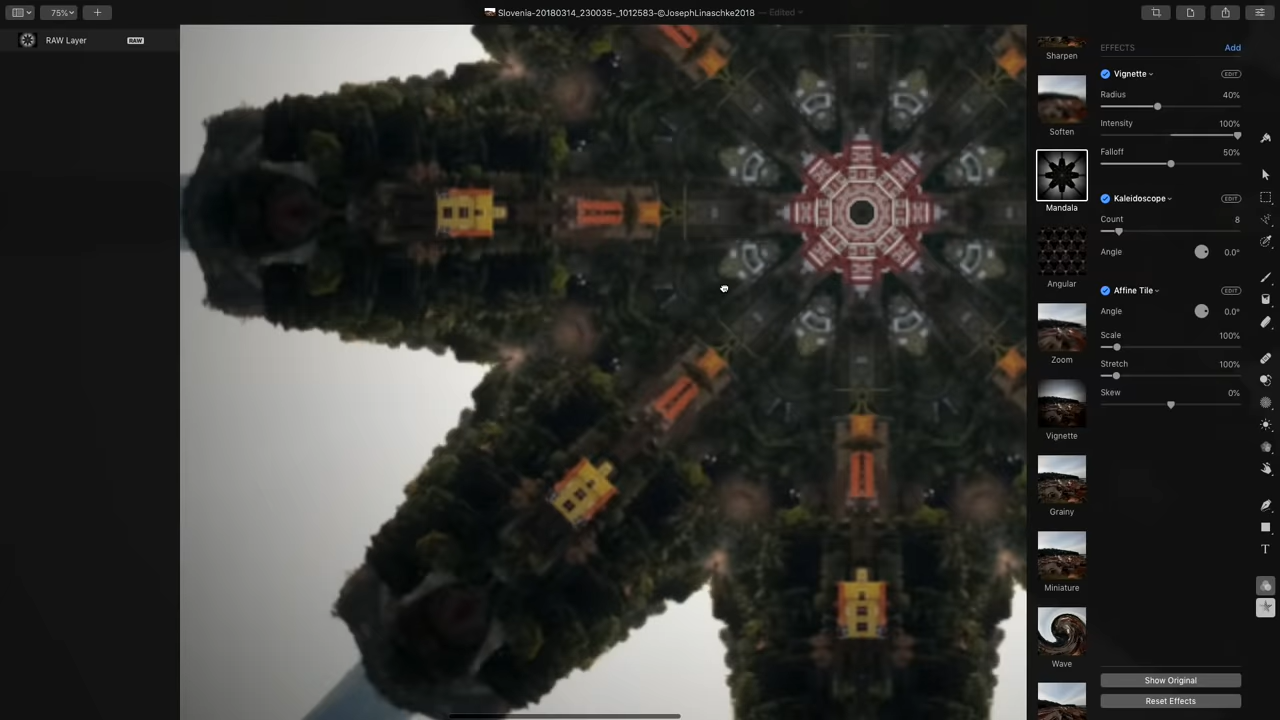 75%
Slovenia-20180314_230035-_1012583-©JosephLinaschke2018 — Edited
RAW Layer
RAW
Sharpen
Soften
Mandala
Angular
Zoom
Vignette
Grainy
Miniature
Wave
EFFECTS Add
Vignette EDIT
Radius 40%
Intensity 100%
Falloff 50%
Kaleidoscope EDIT
Count 8
Angle 0.0°
Affine Tile EDIT
Angle 0.0°
Scale 100%
Stretch 100%
Skew 0%
T
Show Original
Reset Effects